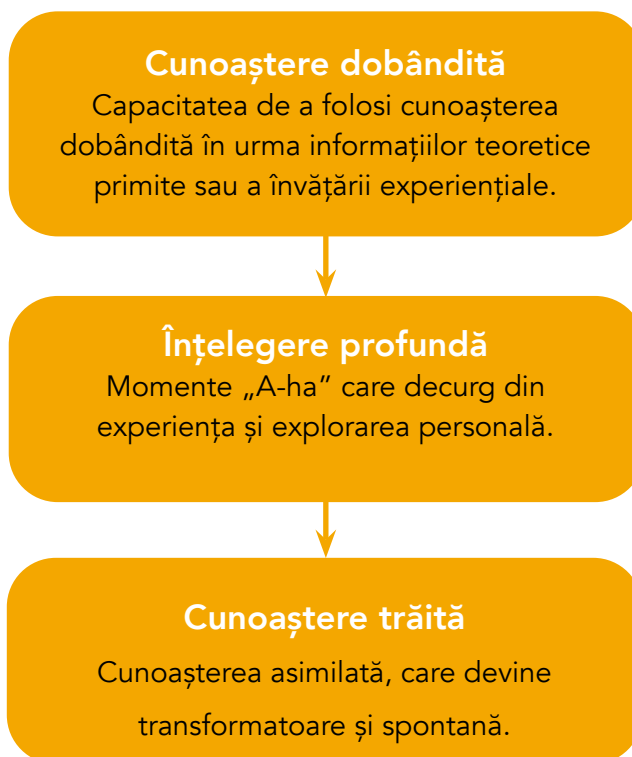 Cunoaștere dobândită
Capacitatea de a folosi cunoașterea
dobândită în urma informațiilor teoretice
primite sau a învățării experiențiale.
Înțelegere profundă
Momente „A-ha” care decurg din
experiența și explorarea personală.
Cunoaștere trăită
Cunoașterea asimilată, care devine
transformatoare și spontană.